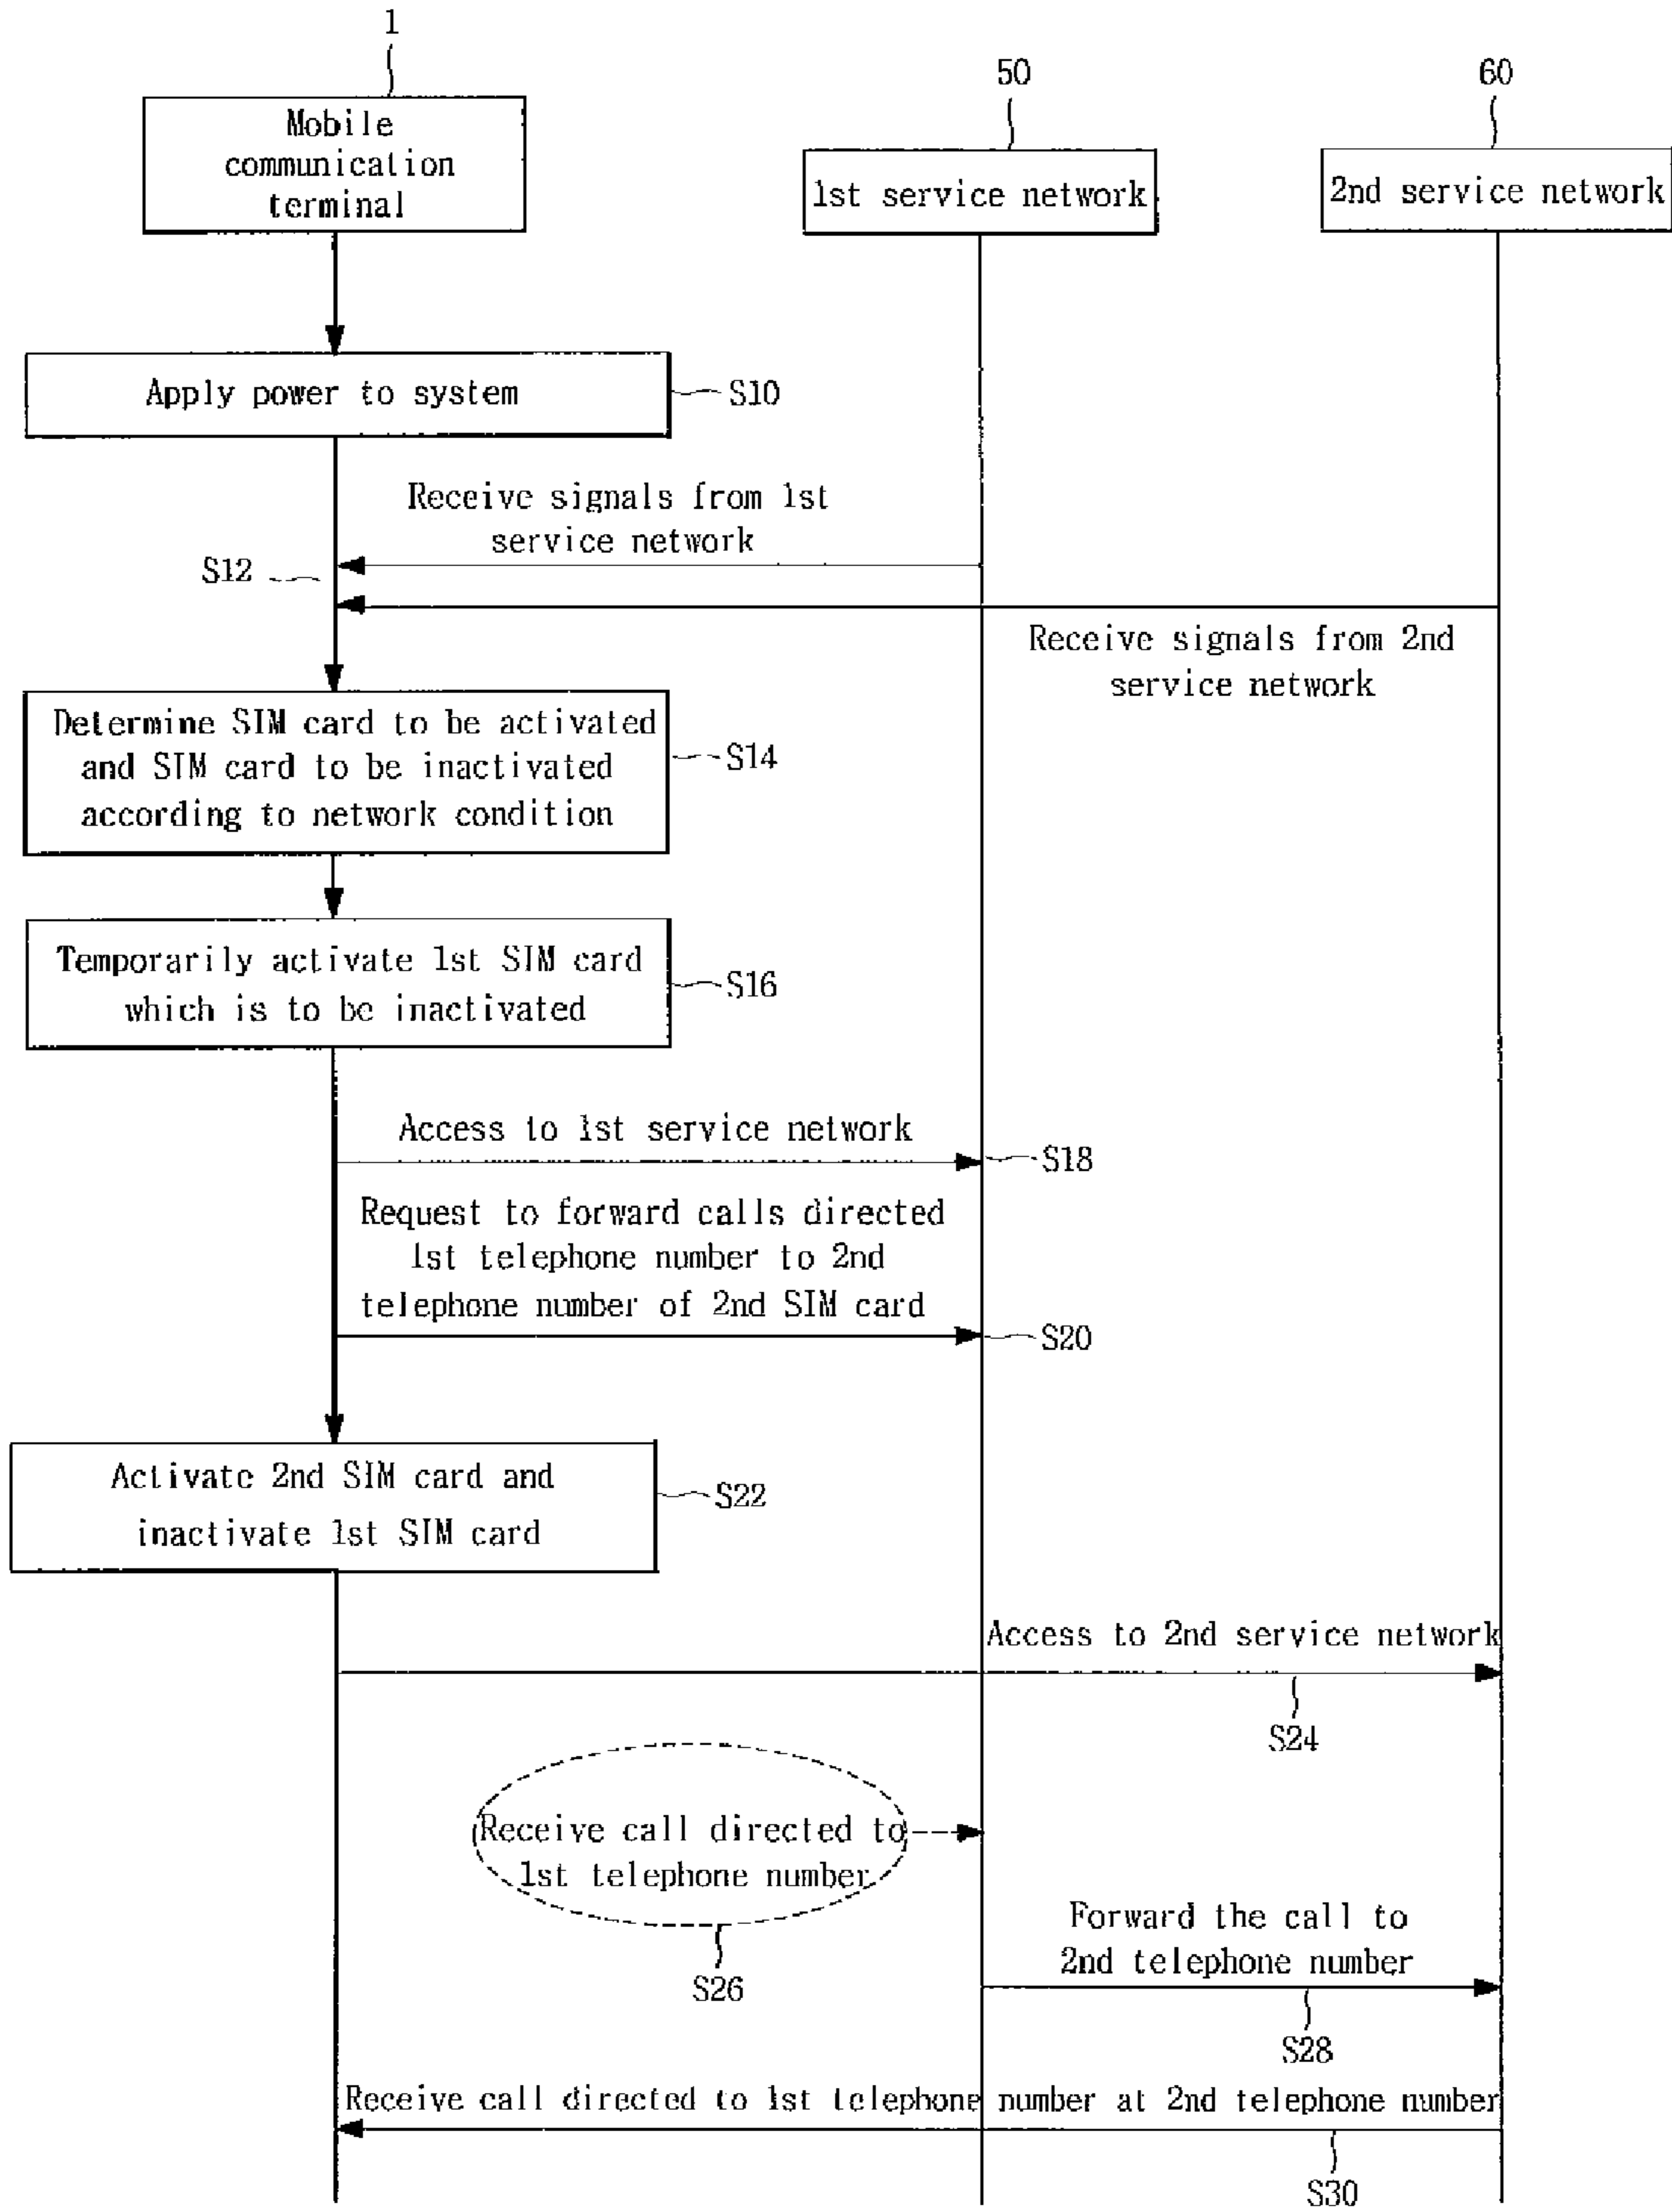 1
Mobile
communication
terminal
50
1st service network
60
2nd service network
Apply power to system
S10
Receive signals from 1st
service network
S12
Receive signals from 2nd
service network
Determine SIM card to be activated
and SIM card to be inactivated
according to network condition
S14
Temporarily activate 1st SIM card
which is to be inactivated
S16
Access to 1st service network
S18
Request to forward calls directed
1st telephone number to 2nd
telephone number of 2nd SIM card
S20
Activate 2nd SIM card and
inactivate 1st SIM card
S22
Access to 2nd service network
S24
Receive call directed to
1st telephone number
S26
Forward the call to
2nd telephone number
S28
Receive call directed to 1st telephone number at 2nd telephone number
S30